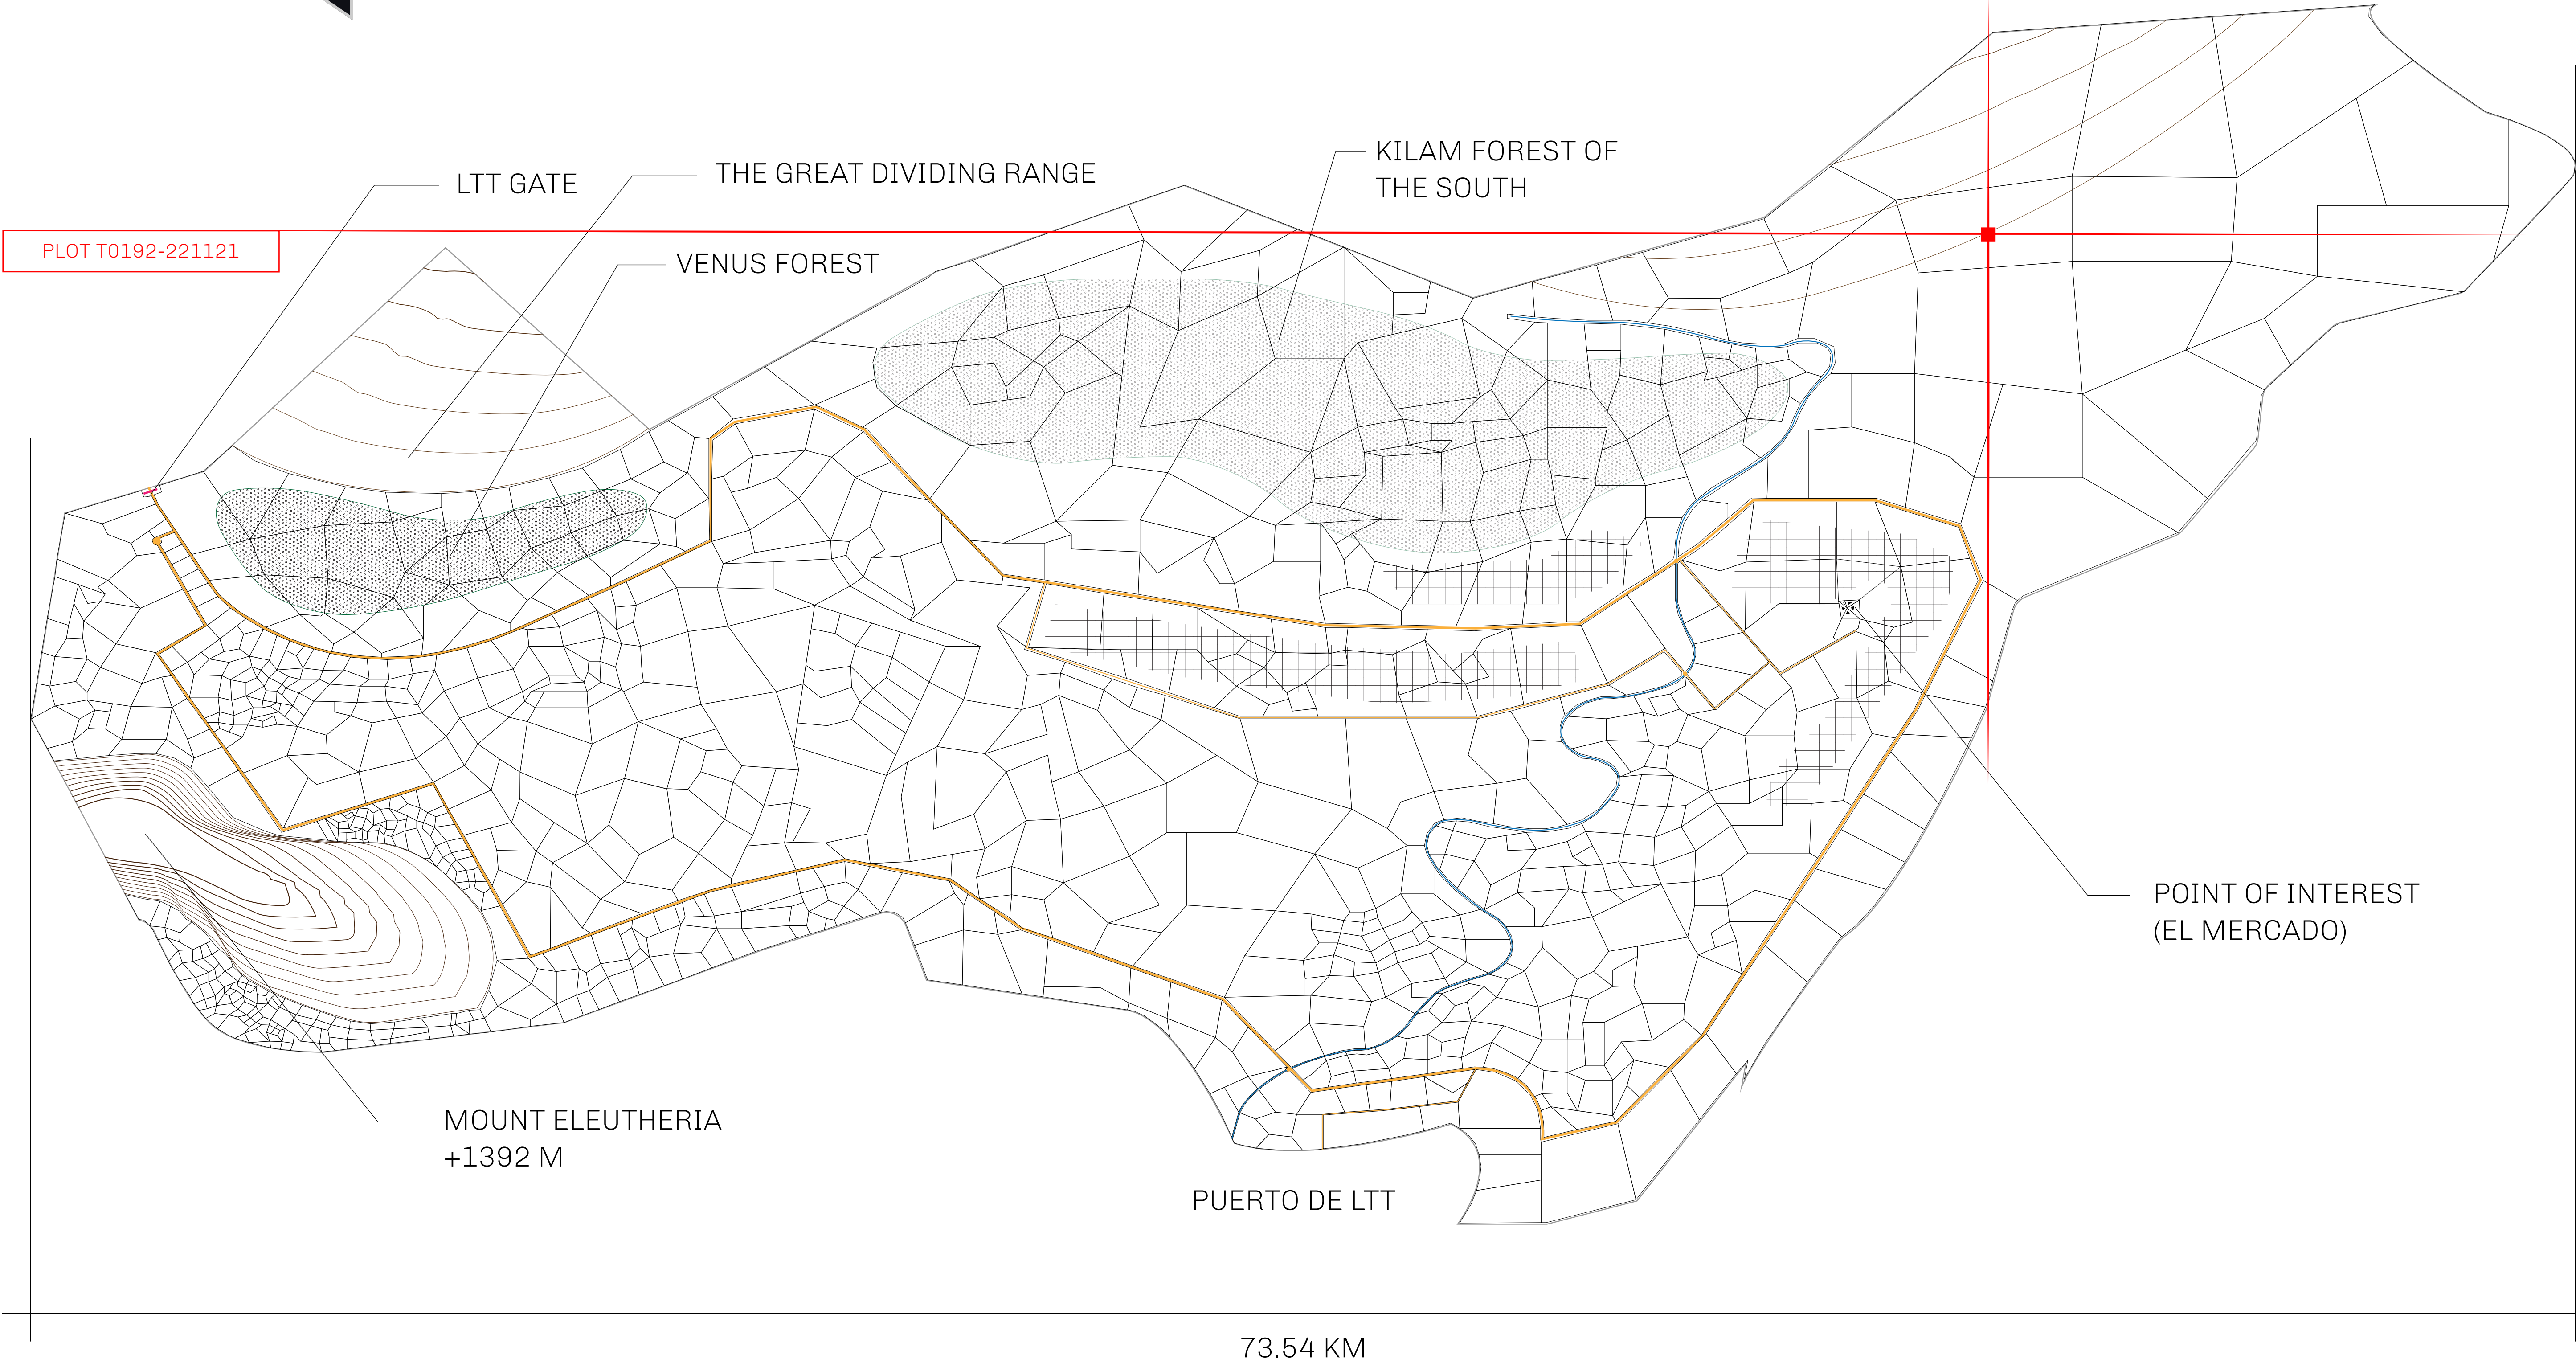 KILAM FOREST OF
THE SOUTH
LTT GATE
THE GREAT DIVIDING RANGE
PLOT T0192-221121
VENUS FOREST
POINT OF INTEREST
(EL MERCADO)
MOUNT ELEUTHERIA
+1392 M
PUERTO DE LTT
73.54 KM